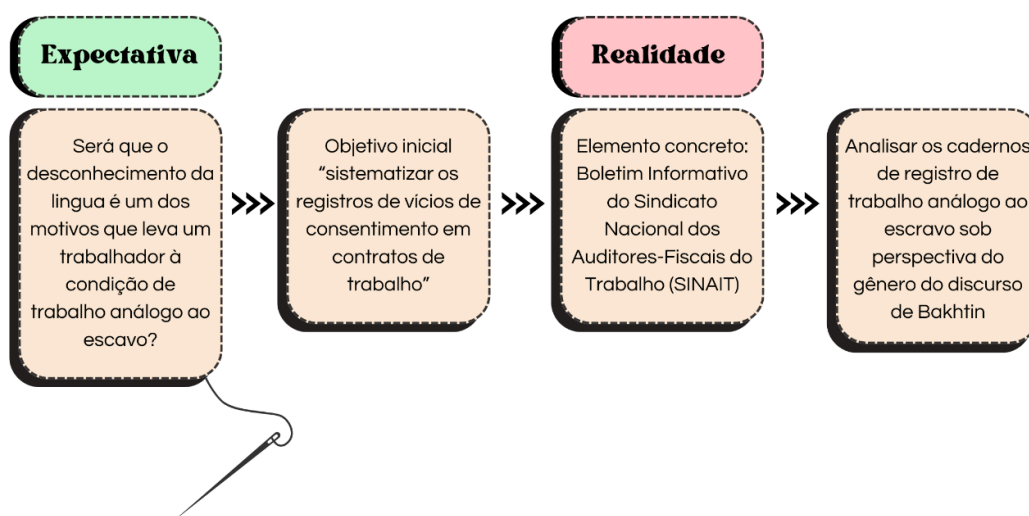 Expectativa
Será que o
desconhecimento da
lingua é um dos
motivos que leva um
trabalhador à
condição de
trabalho análogo ao
escavo?
Objetivo inicial
“sistematizar os
registros de vícios de
consentimento em
contratos de
trabalho”
Realidade
Elemento concreto:
Boletim Informativo
do Sindicato
Nacional dos
Auditores-Fiscais do
Trabalho (SINAIT)
Analisar os cadernos
de registro de
trabalho análogo ao
escravo sob
perspectiva do
gênero do discurso
de Bakhtin